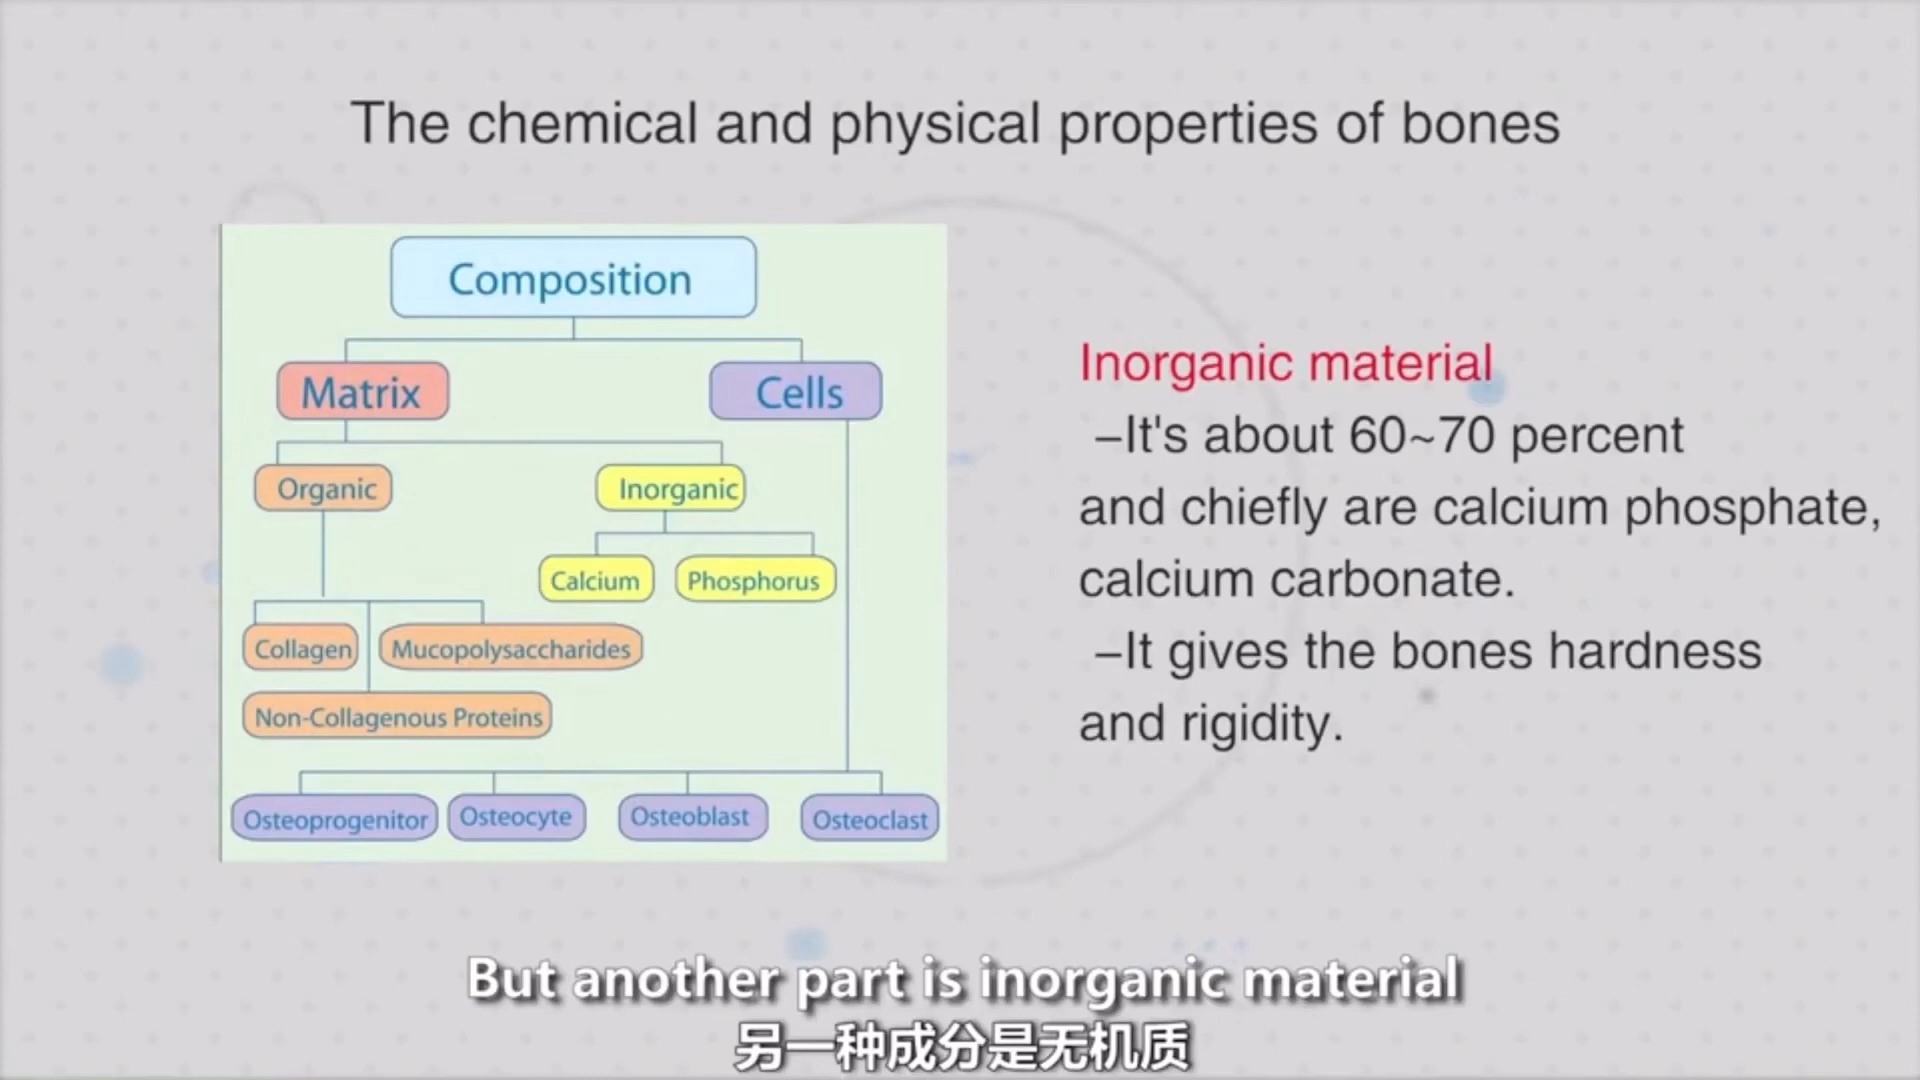 The chemical and physical properties of bones
Composition
Matrix
Cells
Organic
Inorganic
Calcium
Phosphorus
Collagen
Mucopolysaccharides
Non-Collagenous Proteins
Osteoprogenitor
Osteocyte
Osteoblast
Osteoclast
Inorganic material
–It's about 60~70 percent
and chiefly are calcium phosphate,
calcium carbonate.
–It gives the bones hardness
and rigidity.
But another part is inorganic material
另一种成分是无机质